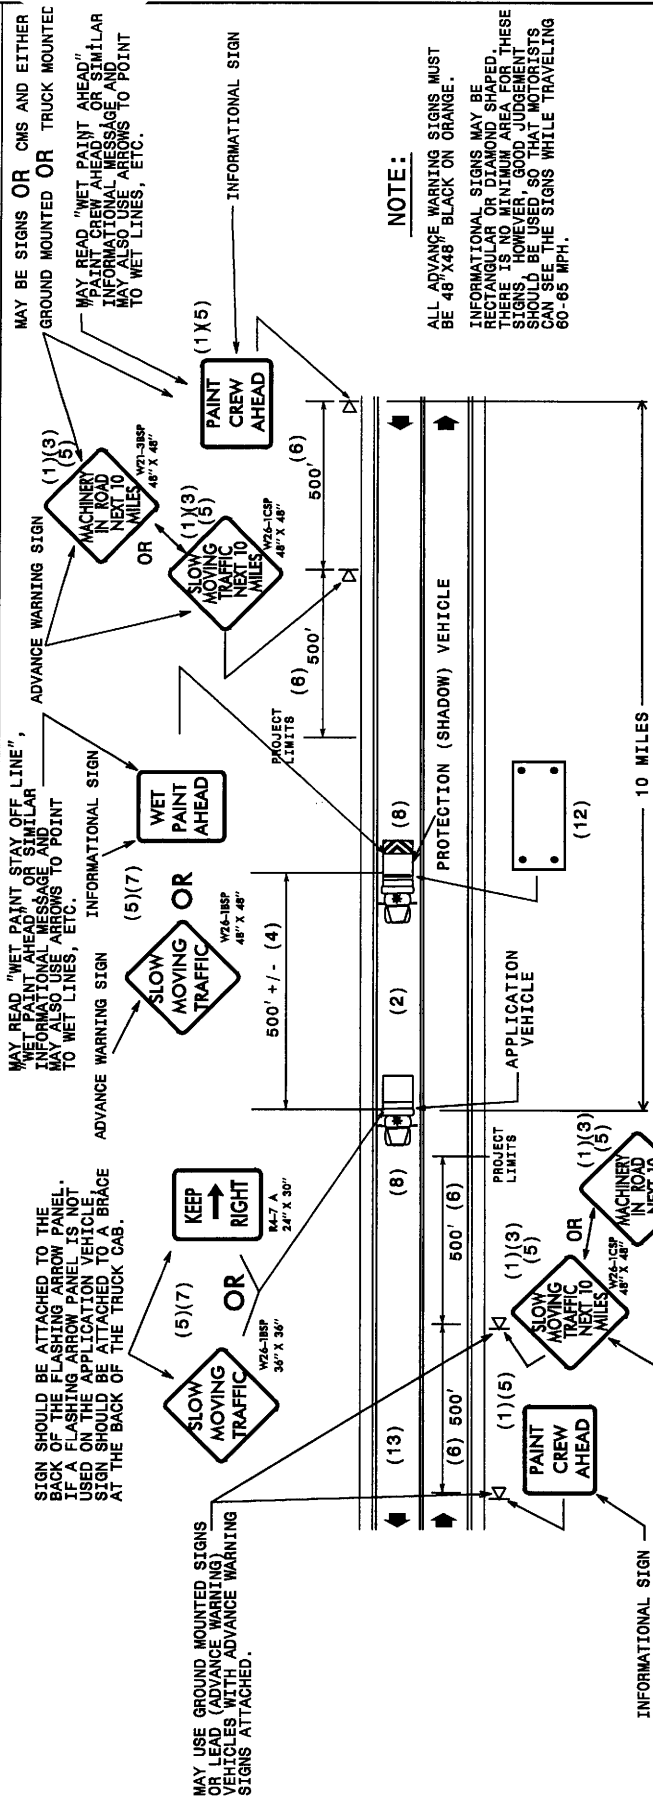 SIGN SHOULD BE ATTACHED TO THE
BACK OF THE FLASHING ARROW PANEL.
IF A FLASHING ARROW PANEL IS NOT
USED ON THE APPLICATION VEHICLE,
SIGN SHOULD BE ATTACHED TO A BRACE
AT THE BACK OF THE TRUCK CAB.
MAY READ "WET PAINT STAY OFF LINE",
"WET PAINT AHEAD" OR SIMILAR
INFORMATIONAL MESSAGE AND
MAY ALSO USE ARROWS TO POINT
TO WET LINES, ETC.
MAY BE SIGNS OR CMS AND EITHER
GROUND MOUNTED OR TRUCK MOUNTED
MAY READ "WET PAINT AHEAD",
"PAINT CREW AHEAD" OR SIMILAR
INFORMATIONAL MESSAGE AND
MAY ALSO USE ARROWS TO POINT
TO WET LINES, ETC.
ADVANCE WARNING SIGN
INFORMATIONAL SIGN
ADVANCE WARNING SIGN
INFORMATIONAL SIGN
(5)(7)
SLOW
MOVING
TRAFFIC
W26-1BSP
36" X 36"
OR
KEEP
RIGHT
R4-7 A
24" X 30"
(5)(7)
SLOW
MOVING
TRAFFIC
W26-1BSP
48" X 48"
OR
WET
PAINT
AHEAD
(1)(3)
(5)
MACHINERY
IN ROAD
NEXT 10
MILES
W21-3BSP
48" X 48"
OR
(1)(3)
(5)
SLOW
MOVING
TRAFFIC
NEXT 10
MILES
W26-1CSP
48" X 48"
(1)(5)
PAINT
CREW
AHEAD
MAY USE GROUND MOUNTED SIGNS
OR LEAD (ADVANCE WARNING)
VEHICLES WITH ADVANCE WARNING
SIGNS ATTACHED.
500' +/- (4)
PROJECT
LIMITS
(6) 500'
500' (6)
(13)
(8)
(2)
(8)
PROTECTION (SHADOW) VEHICLE
(6) 500'
500' (6)
PROJECT
LIMITS
APPLICATION
VEHICLE
(12)
10 MILES
(1)(5)
PAINT
CREW
AHEAD
(1)(3)
(5)
SLOW
MOVING
TRAFFIC
NEXT 10
MILES
W26-1CSP
48" X 48"
OR
(1)(3)
(5)
MACHINERY
IN ROAD
NEXT 10
INFORMATIONAL SIGN
NOTE:
ALL ADVANCE WARNING SIGNS MUST
BE 48"X48" BLACK ON ORANGE.
INFORMATIONAL SIGNS MAY BE
RECTANGULAR OR DIAMOND SHAPED.
THERE IS NO MINIMUM AREA FOR THESE
SIGNS, HOWEVER, GOOD JUDGEMENT
SHOULD BE USED SO THAT MOTORISTS
CAN SEE THE SIGNS WHILE TRAVELING
60-65 MPH.